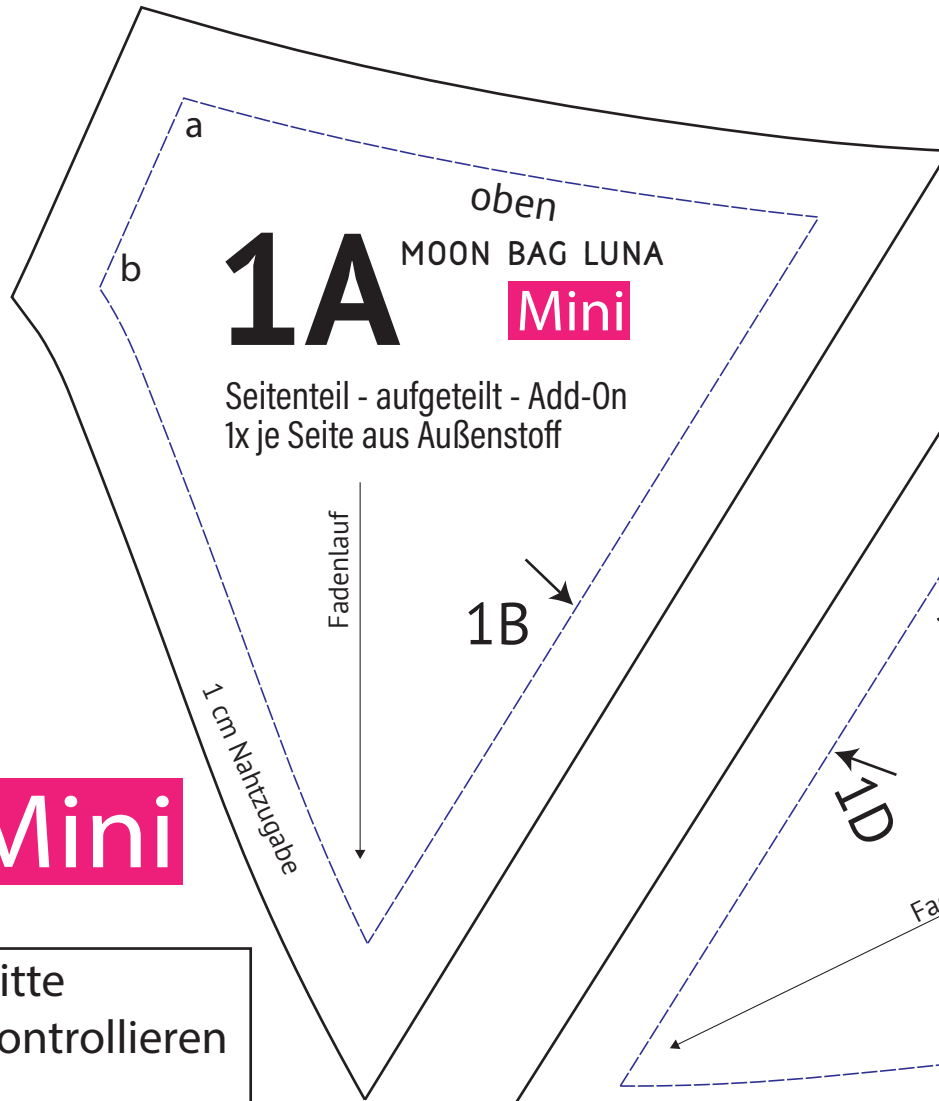 a
oben
b
1A
MOON BAG LUNA
Mini
Seitenteil - aufgeteilt - Add-On
1x je Seite aus Außenstoff
Fadenlauf
1B
1 cm Nahtzugabe
1D
Mini
Fa
itte
ontrollieren